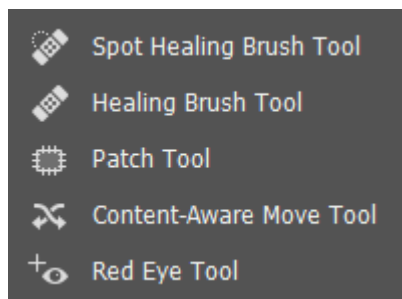 Spot Healing Brush Tool
Healing Brush Tool
Patch Tool
Content-Aware Move Tool
Red Eye Tool